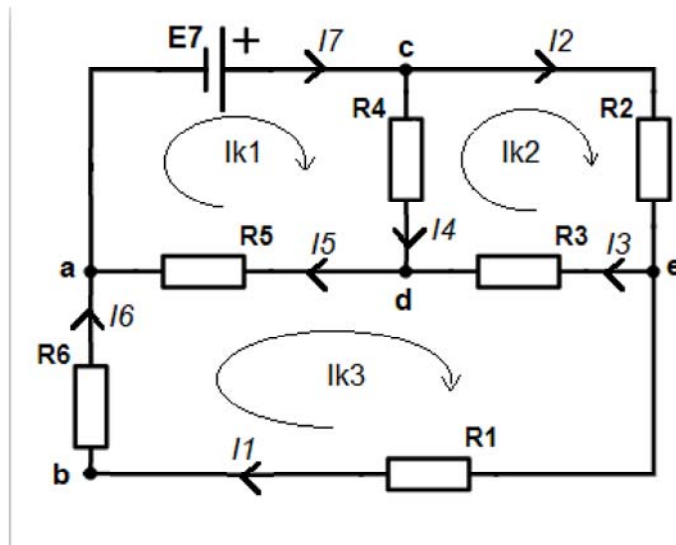 E7 + I7 c I2
R4 R2
Ik1 Ik2
R5 I5 I4 R3 I3
a d e
I6
R6 Ik3
R1
b I1